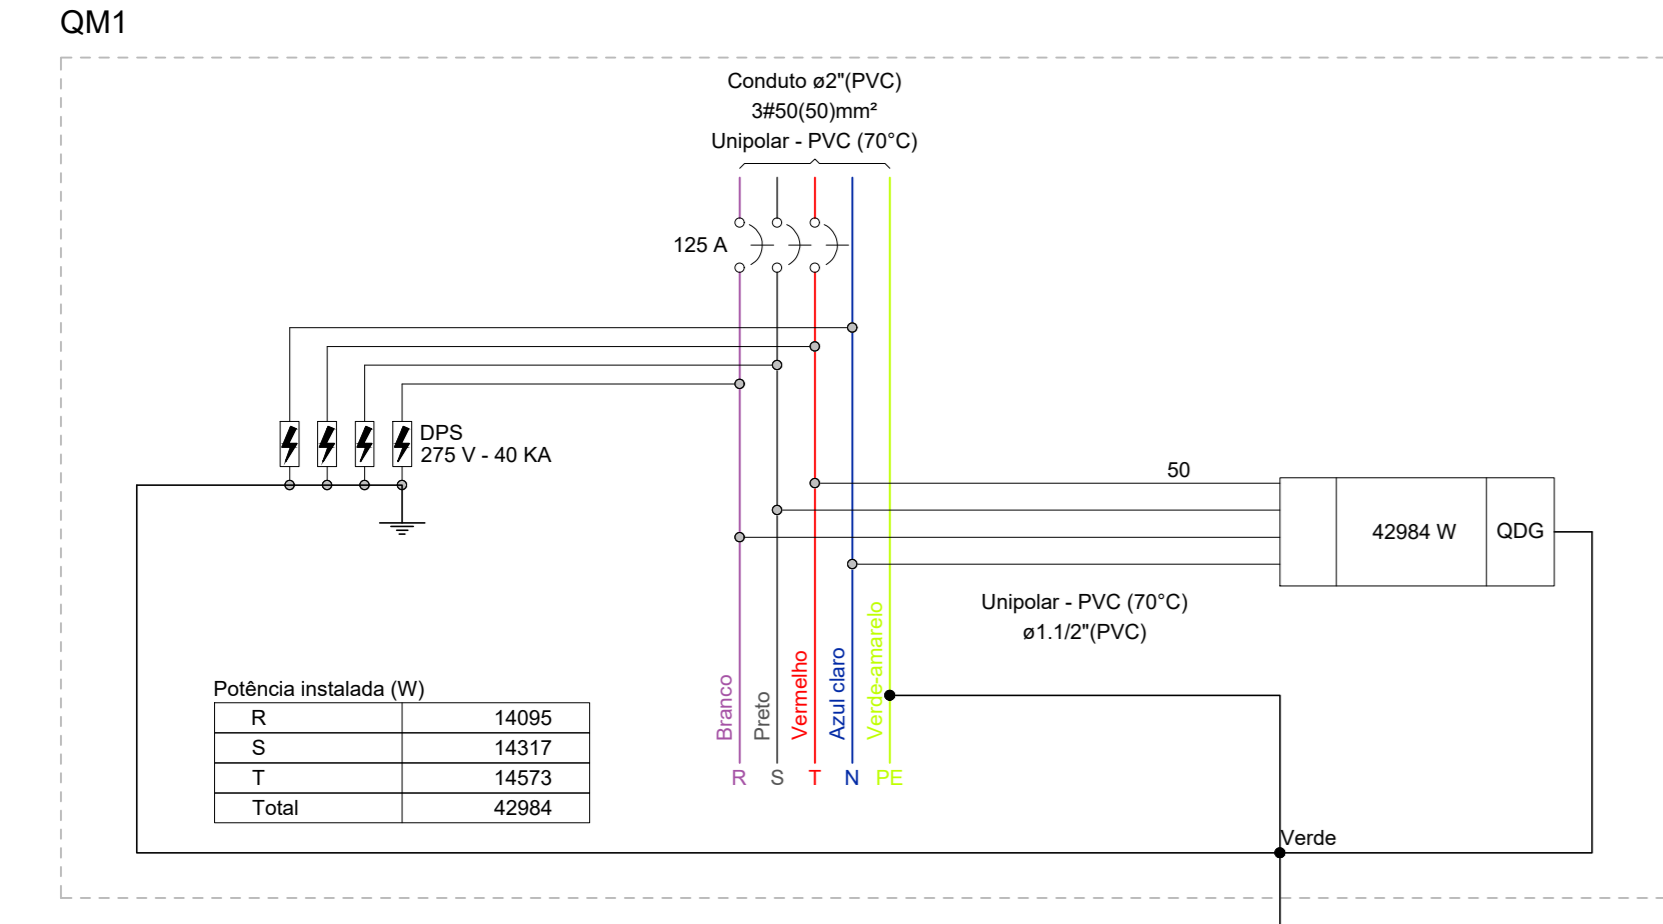 QM1
Conduto ø2"(PVC)
3#50(50)mm²
Unipolar - PVC (70°C)
125 A
DPS
275 V - 40 KA
50
42984 W
QDG
Unipolar - PVC (70°C)
ø1.1/2"(PVC)
Branco
Preto
Vermelho
Azul claro
Verde-amarelo
R S T N PE
Potência instalada (W)
R 14095
S 14317
T 14573
Total 42984
Verde